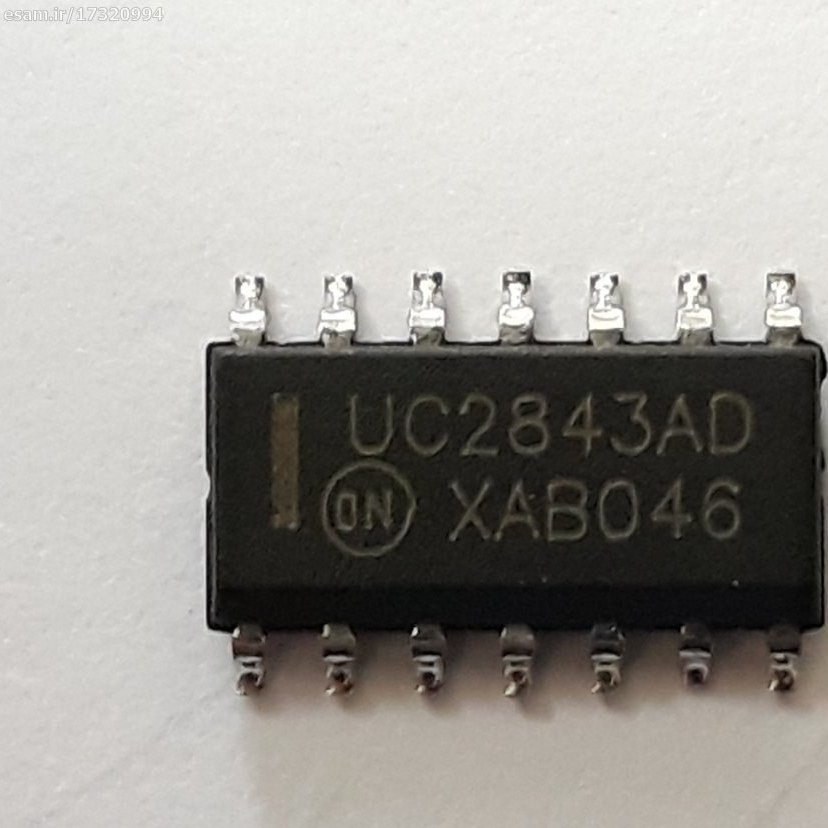 esam.ir/17320994
UC2843AD
ON XAB046